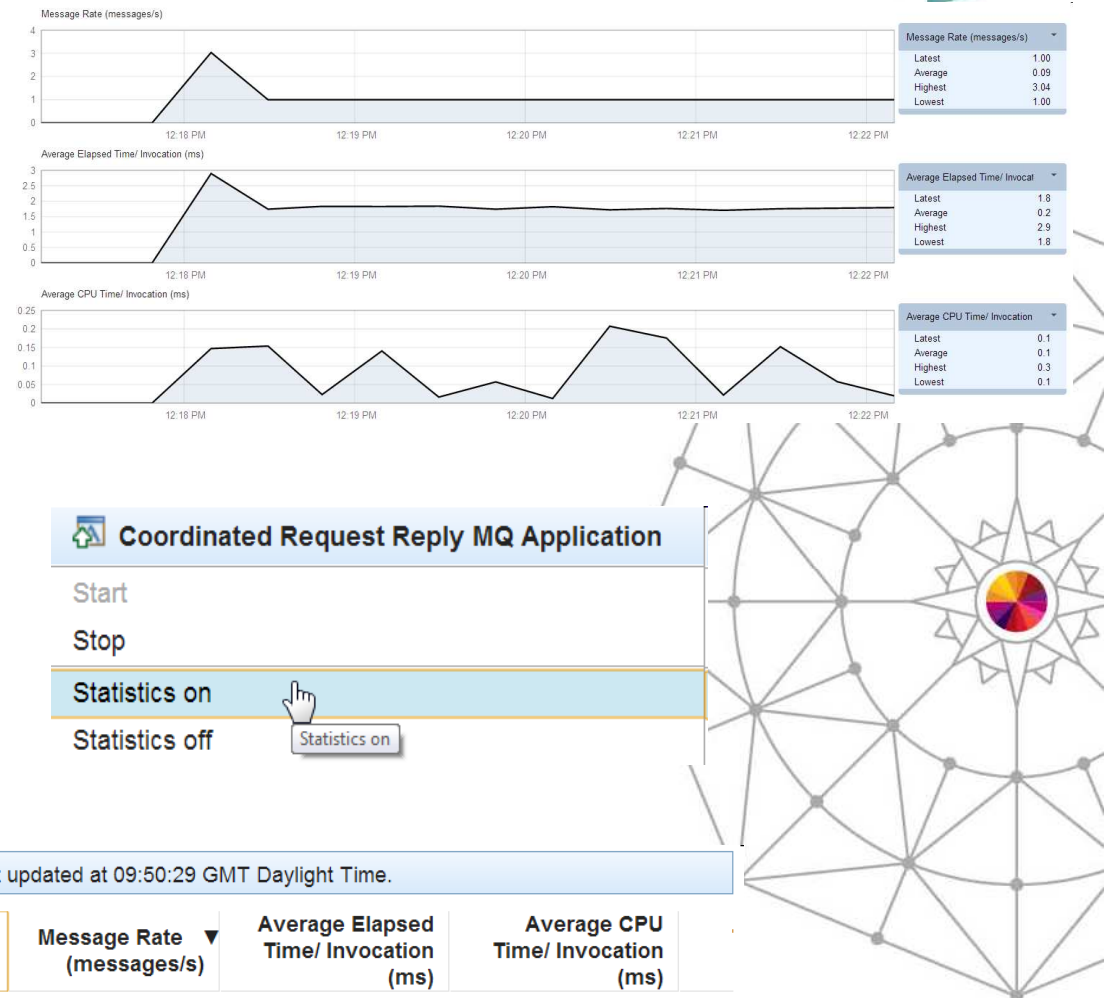 Message Rate (messages/s)
4
3
2
1
0
12:18 PM 12:19 PM 12:20 PM 12:21 PM 12:22 PM
Message Rate (messages/s)
Latest 1.00
Average 0.09
Highest 3.04
Lowest 1.00
Average Elapsed Time/ Invocation (ms)
3
2.5
2
1.5
1
0.5
0
12:18 PM 12:19 PM 12:20 PM 12:21 PM 12:22 PM
Average Elapsed Time/ Invocat
Latest 1.8
Average 0.2
Highest 2.9
Lowest 1.8
Average CPU Time/ Invocation (ms)
0.25
0.2
0.15
0.1
0.05
0
12:18 PM 12:19 PM 12:20 PM 12:21 PM 12:22 PM
Average CPU Time/ Invocation
Latest 0.1
Average 0.1
Highest 0.3
Lowest 0.1
Coordinated Request Reply MQ Application
Start
Stop
Statistics on
Statistics on
Statistics off
updated at 09:50:29 GMT Daylight Time.
Message Rate ▼
(messages/s)
Average Elapsed
Time/ Invocation
(ms)
Average CPU
Time/ Invocation
(ms)